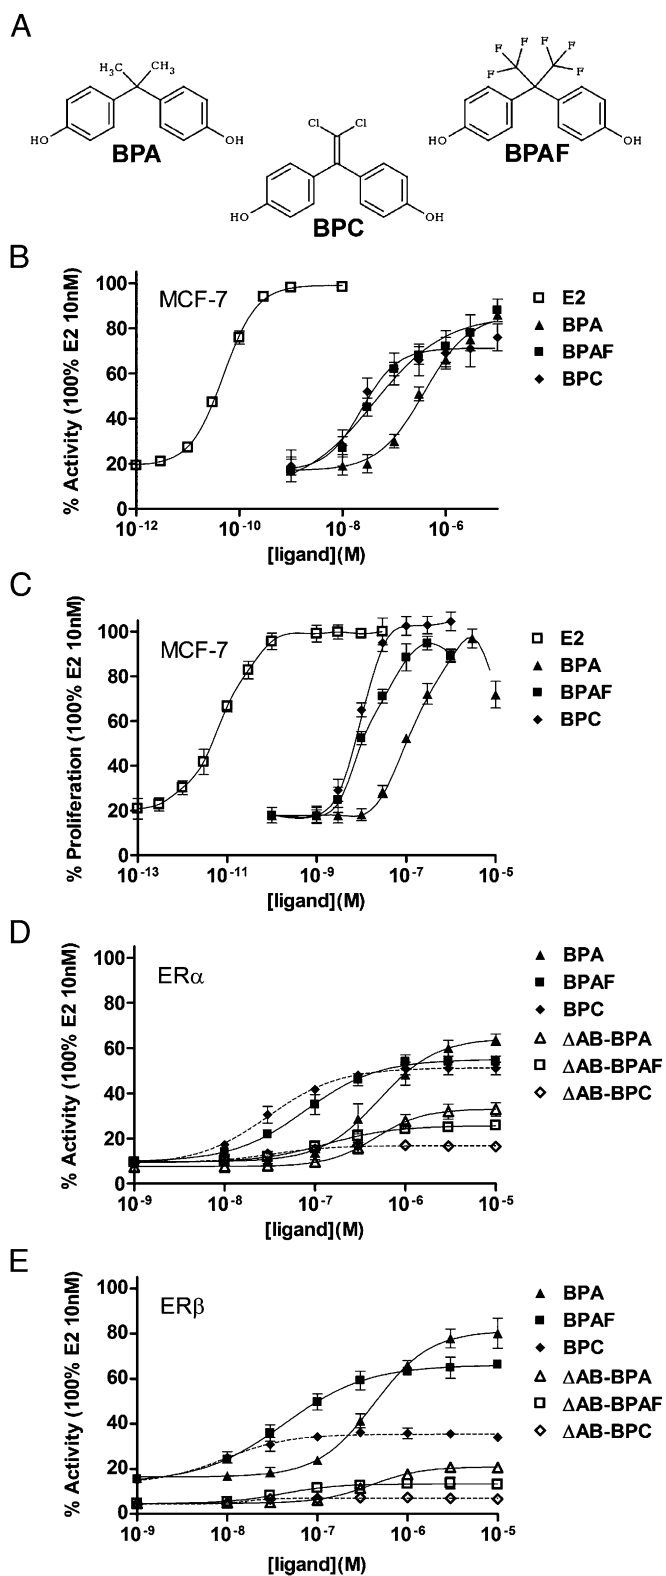 A
H3C CH3
HO OH
BPA
Cl Cl
HO OH
BPC
F F F F F F
HO OH
BPAF
B
% Activity (100% E2 10nM)
100
80
60
40
20
0
MCF-7
10-12 10-10 10-8 10-6
[ligand](M)
E2
BPA
BPAF
BPC
C
% Proliferation (100% E2 10nM)
100
80
60
40
20
0
MCF-7
10-13 10-11 10-9 10-7 10-5
[ligand](M)
E2
BPA
BPAF
BPC
D
% Activity (100% E2 10nM)
100
80
60
40
20
0
ERα
10-9 10-8 10-7 10-6 10-5
[ligand](M)
BPA
BPAF
BPC
ΔAB-BPA
ΔAB-BPAF
ΔAB-BPC
E
% Activity (100% E2 10nM)
100
80
60
40
20
0
ERβ
10-9 10-8 10-7 10-6 10-5
[ligand](M)
BPA
BPAF
BPC
ΔAB-BPA
ΔAB-BPAF
ΔAB-BPC